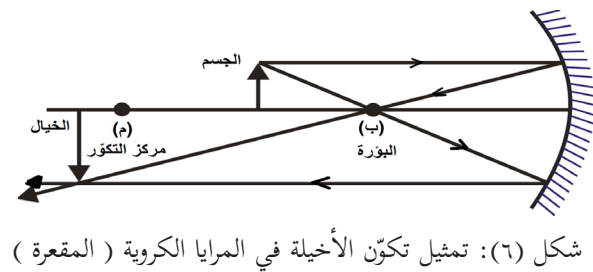 الجسم
الخيال
(م)
مركز التكوّر
(ب)
البؤرة
شكل (٦): تمثيل تكوّن الأخيلة في المرايا الكروية ( المقعرة )